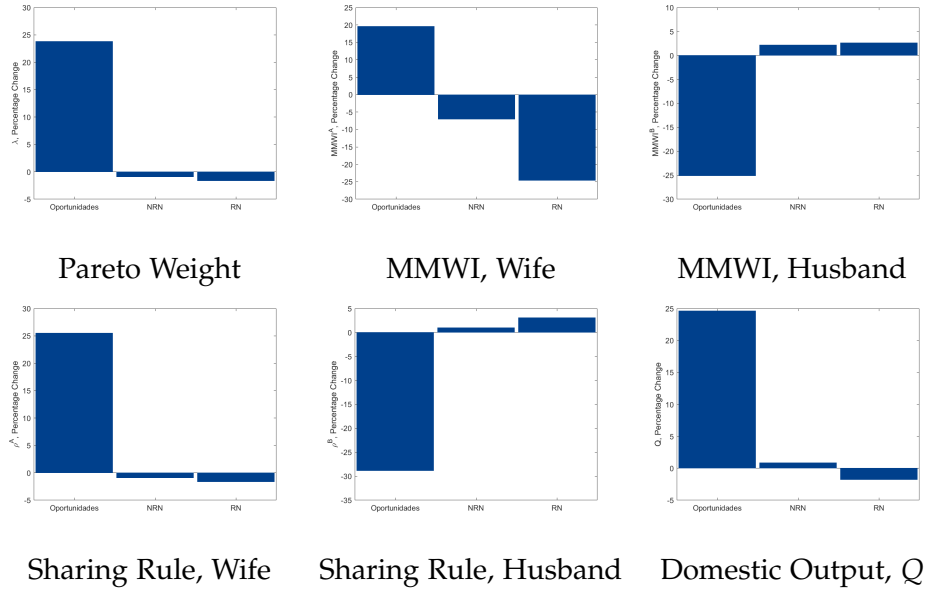 30
25
20
15
10
5
0
-5
λ, Percentage Change
Oportunidades NRN RN
Pareto Weight
25
20
15
10
5
0
-5
-10
-15
-20
-25
-30
MMWI^A, Percentage Change
Oportunidades NRN RN
MMWI, Wife
10
5
0
-5
-10
-15
-20
-25
-30
MMWI^B, Percentage Change
Oportunidades NRN RN
MMWI, Husband
30
25
20
15
10
5
0
-5
ρ^A, Percentage Change
Oportunidades NRN RN
Sharing Rule, Wife
5
0
-5
-10
-15
-20
-25
-30
-35
ρ^B, Percentage Change
Oportunidades NRN RN
Sharing Rule, Husband
25
20
15
10
5
0
-5
Q, Percentage Change
Oportunidades NRN RN
Domestic Output, Q